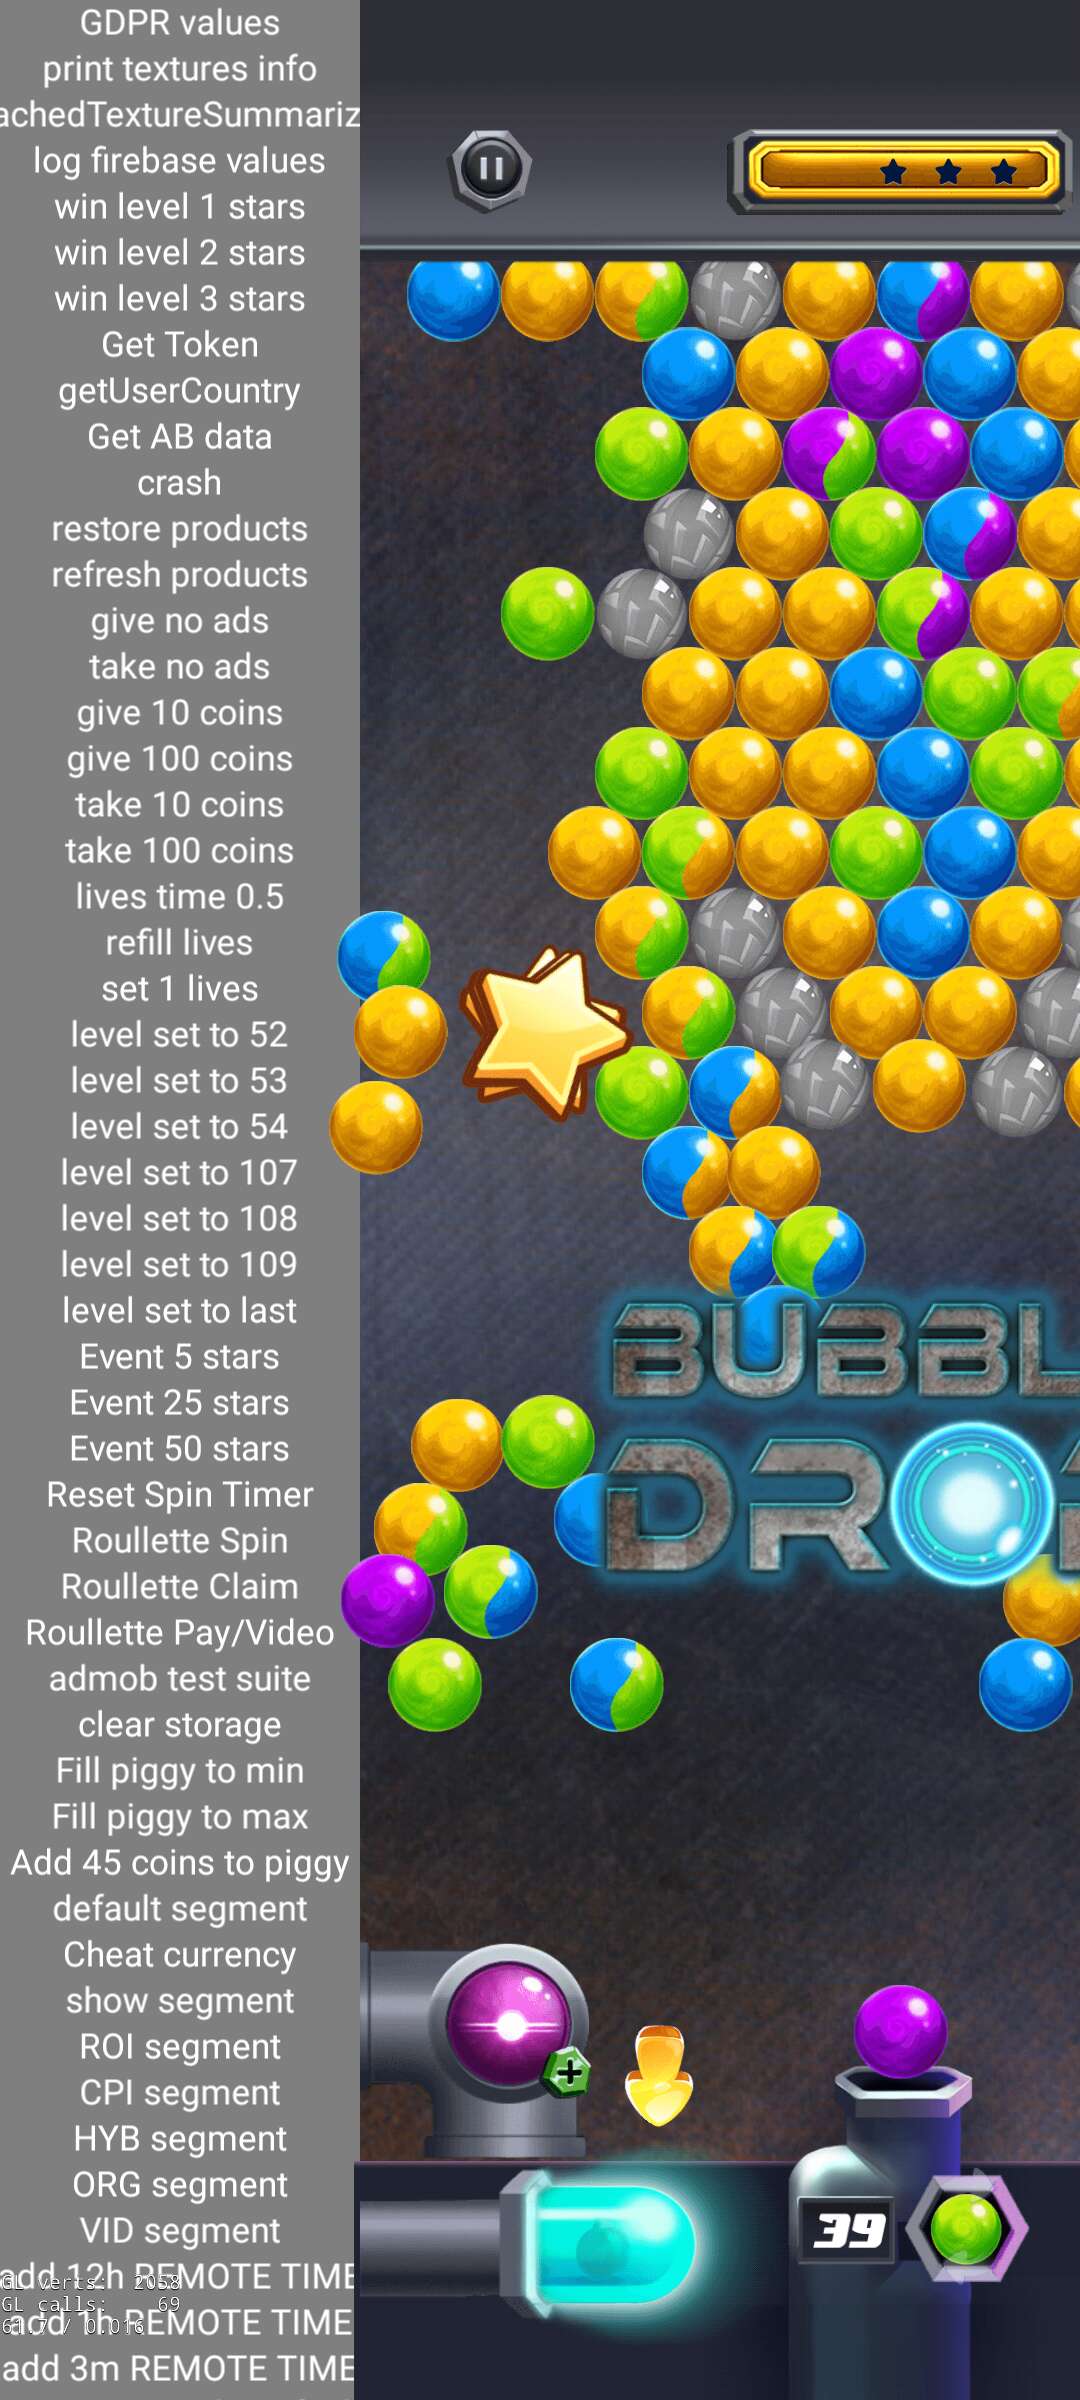 GDPR values
print textures info
achedTextureSummariz
log firebase values
win level 1 stars
win level 2 stars
win level 3 stars
Get Token
getUserCountry
Get AB data
crash
restore products
refresh products
give no ads
take no ads
give 10 coins
give 100 coins
take 10 coins
take 100 coins
lives time 0.5
refill lives
set 1 lives
level set to 52
level set to 53
level set to 54
level set to 107
level set to 108
level set to 109
level set to last
Event 5 stars
Event 25 stars
Event 50 stars
Reset Spin Timer
Roullette Spin
Roullette Claim
Roullette Pay/Video
admob test suite
clear storage
Fill piggy to min
Fill piggy to max
Add 45 coins to piggy
default segment
Cheat currency
show segment
ROI segment
CPI segment
HYB segment
ORG segment
VID segment
add 12h REMOTE TIME
GL verts: 2058
GL calls: 69
add 1h REMOTE TIME
61.7 / 0.016
add 3m REMOTE TIME
BUBBL
DROP
39